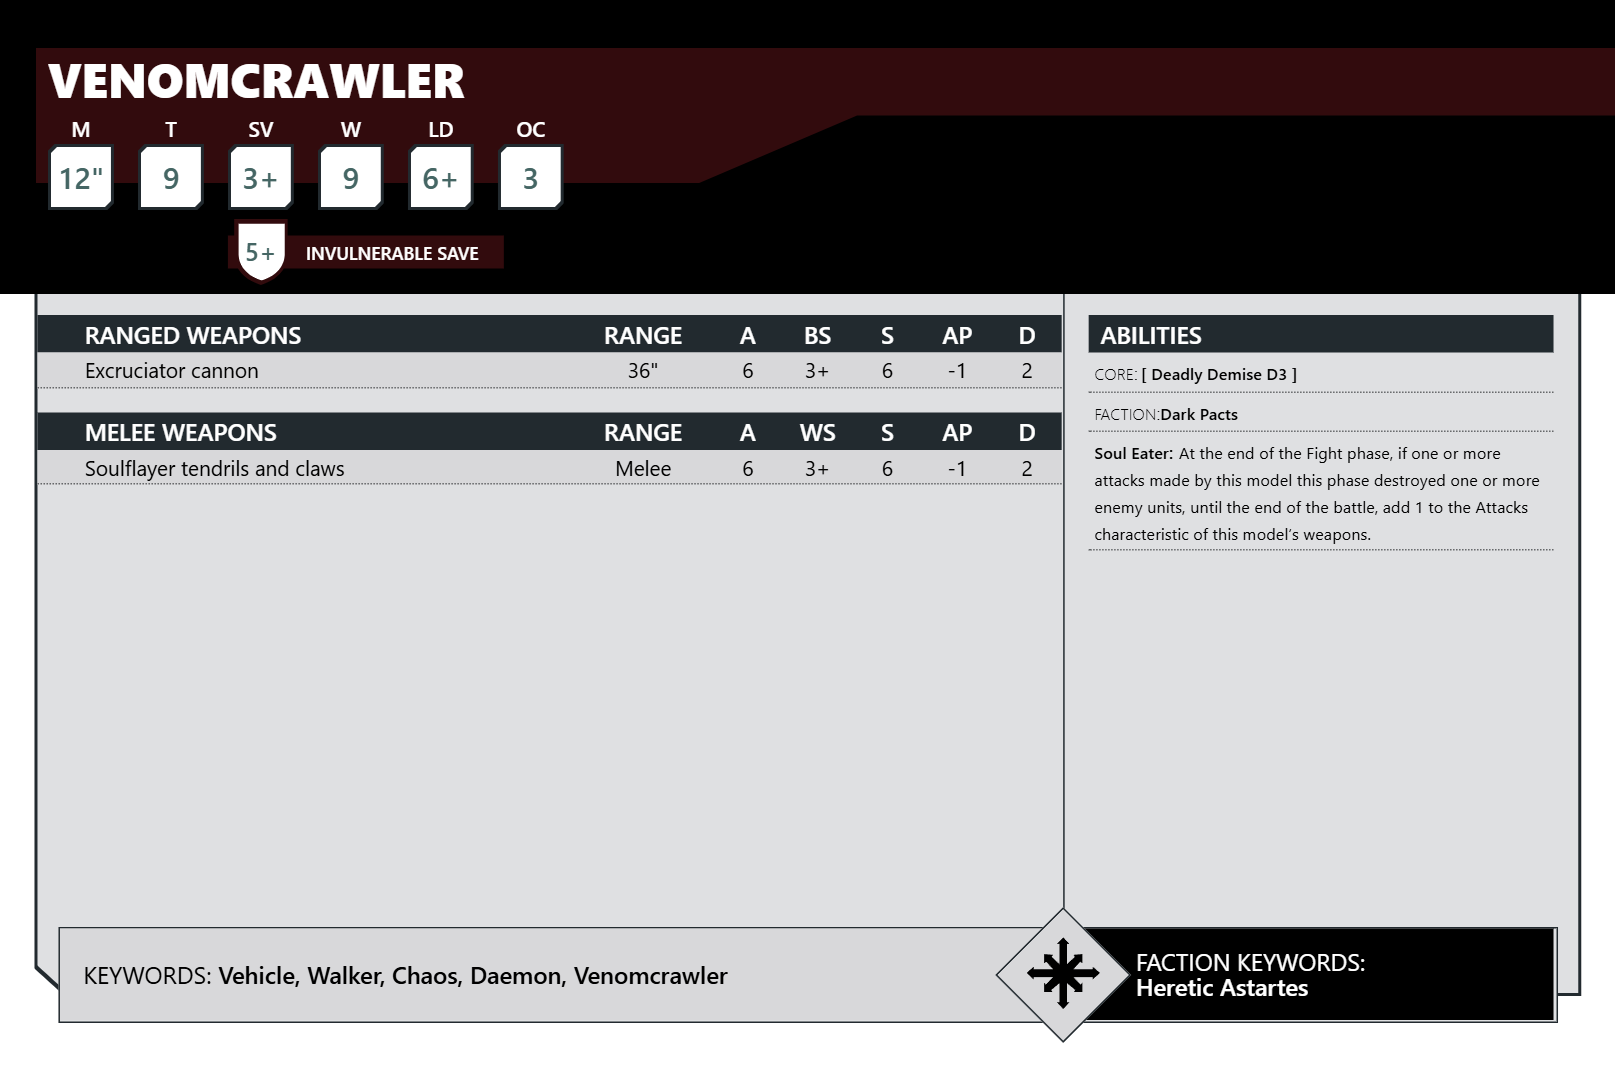 VENOMCRAWLER
M T SV W LD OC
12" 9 3+ 9 6+ 3
5+ INVULNERABLE SAVE
RANGED WEAPONS RANGE A BS S AP D
Excruciator cannon 36" 6 3+ 6 -1 2
MELEE WEAPONS RANGE A WS S AP D
Soulflayer tendrils and claws Melee 6 3+ 6 -1 2
ABILITIES
CORE: [ Deadly Demise D3 ]
FACTION:Dark Pacts
Soul Eater: At the end of the Fight phase, if one or more
attacks made by this model this phase destroyed one or more
enemy units, until the end of the battle, add 1 to the Attacks
characteristic of this model’s weapons.
KEYWORDS: Vehicle, Walker, Chaos, Daemon, Venomcrawler
FACTION KEYWORDS:
Heretic Astartes